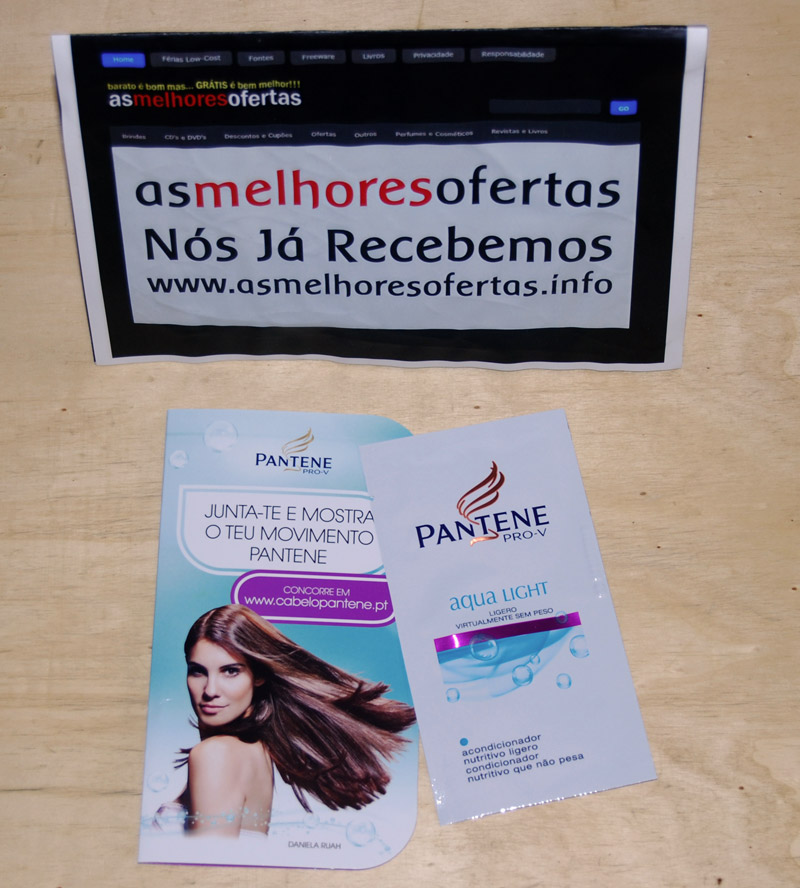 Home Férias Low-Cost Fontes Freeware Livros Privacidade Responsabilidade
barato é bom mas... GRÁTIS é bem melhor!!!
asmelhoresofertas
GO
Brindes CD's e DVD's Descontos e Cupões Ofertas Outros Perfumes e Cosméticos Revistas e Livros
asmelhoresofertas
Nós Já Recebemos
www.asmelhoresofertas.info
PANTENE
PRO-V
JUNTA-TE E MOSTRA
O TEU MOVIMENTO
PANTENE
CONCORRE EM
www.cabelopantene.pt
DANIELA RUAH
PANTENE
PRO-V
aqua LIGHT
LIGERO
VIRTUALMENTE SEM PESO
acondicionador
nutritivo ligero
condicionador
nutritivo que não pesa